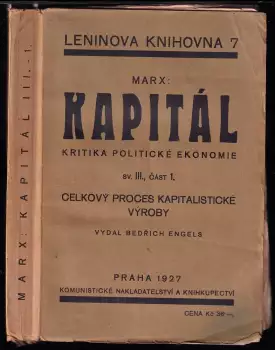 MARX: KAPITÁL III.-1.
LENINOVA KNIHOVNA 7
MARX:
KAPITÁL
KRITIKA POLITICKÉ EKONOMIE
SV. III., ČÁST 1.
CELKOVÝ PROCES KAPITALISTICKÉ
VÝROBY
VYDAL BEDŘICH ENGELS
PRAHA 1927
KOMUNISTICKÉ NAKLADATELSTVÍ A KNIHKUPECTVÍ
CENA Kč 36 —.